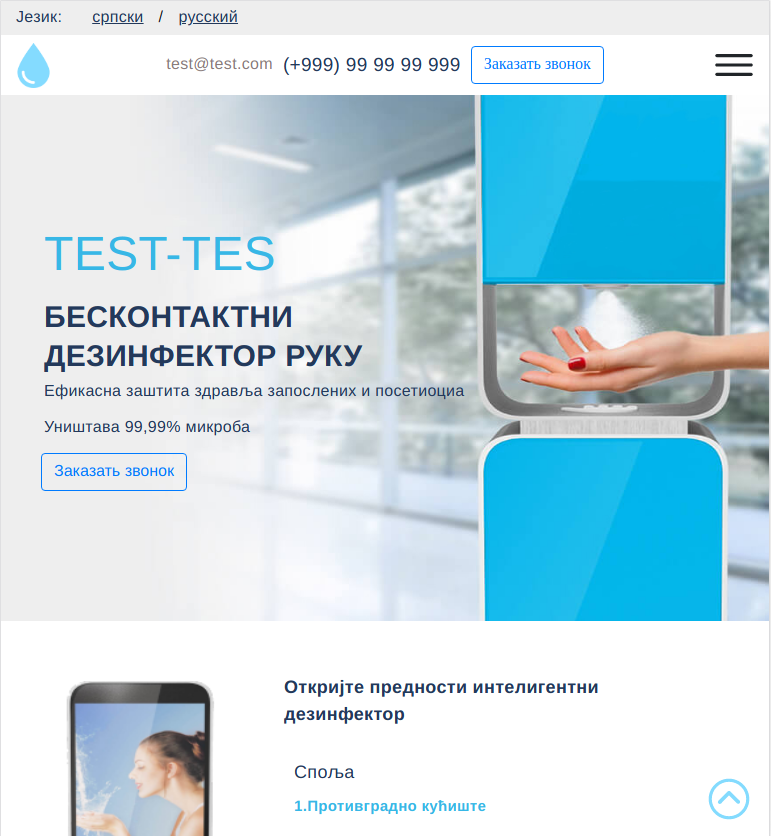 Језик: српски / русский
test@test.com (+999) 99 99 99 999 Заказать звонок
TEST-TES
БЕСКОНТАКТНИ
ДЕЗИНФЕКТОР РУКУ
Ефикасна заштита здравља запослених и посетиоциа
Уништава 99,99% микроба
Заказать звонок
Откријте предности интелигентни
дезинфектор
Споља
1.Противградно кућиште